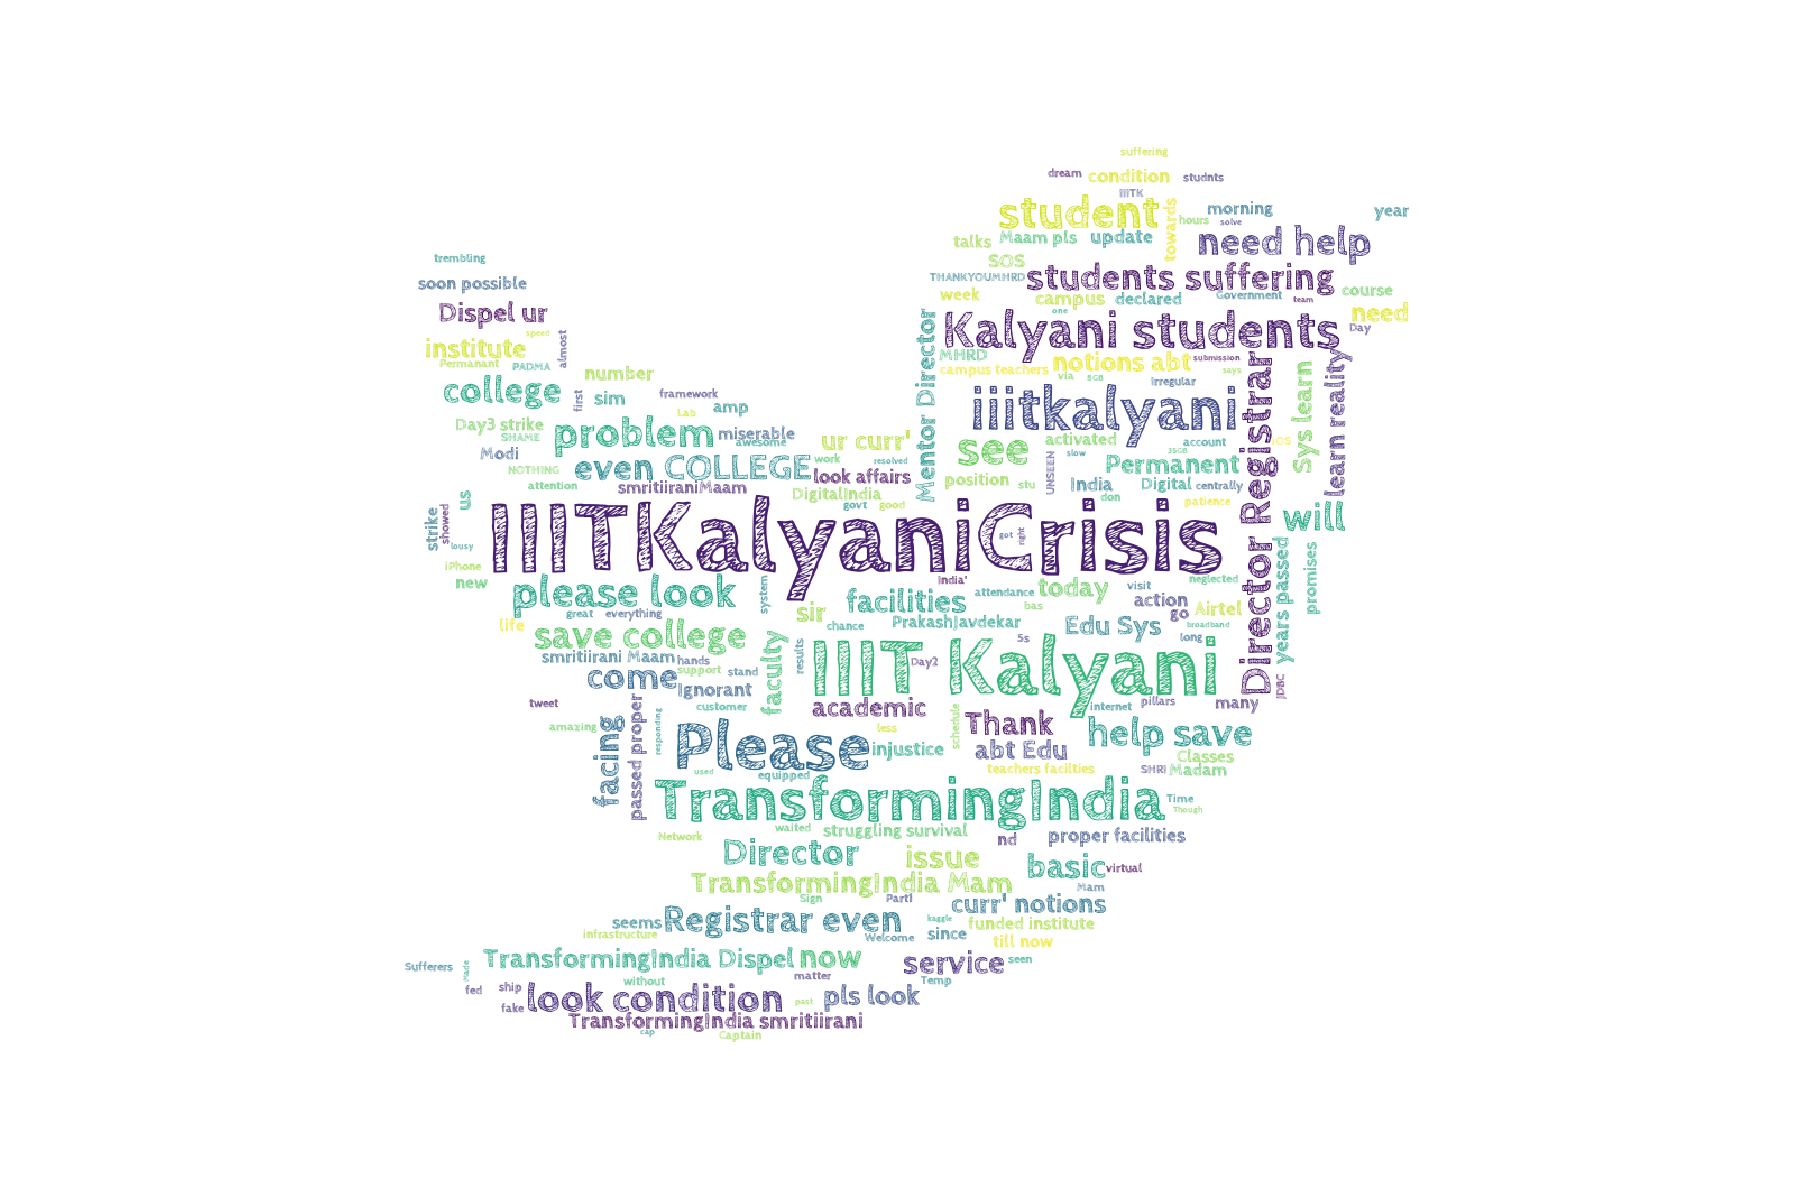 suffering
dream condition studnts
IIITK
student towards hours morning solve year
talks Maam pls update need help
trembling SOS
soon possible THANKYOUMHRD students suffering
week campus declared Government team course
Dispel ur one need
Mentor Director Kalyani students Day
speed almost
institute MHRD notions abt submission
Permanant PADMA number campus teachers via SGB irregular says
college first sim framework amp iiitkalyani Director Registrar Sys learn learn reality
Day3 strike Lab
SHAME problem miserable awesome ur curr' see activated account ios
Modi work resolved slow 35GB
NOTHING even COLLEGE look affairs UNSEEN Permanent
attention smritiiraniMaam DigitalIndia position stu India Digital centrally
us govt good don patience
strike showed IIITKalyaniCrisis got right will
lousy
iPhone India' neglected years passed promises
new please look system facilities attendance today visit action
great everything sir bas go Airtel
life chance PrakashJavdekar Edu Sys broadband
save college faculty results 5s long
smritiirani Maam hands Day2 IIIT Kalyani
come support stand JDBC
Ignorant
tweet passed proper customer academic schedule Internet pillars many
facing amazing responding Please less Thank help save
injustice abt Edu Classes
used equipped teachers facilties SHRI Madam
TransformingIndia Time
Though
Network waited struggling survival nd proper facilities
Director issue basic virtual
TransformingIndia Mam Mam
Sign Part1 curr' notions
seems Registrar even kaggle funded institute
infrastructure Welcome since till now
Sufferers Made TransformingIndia Dispel now service seen
fed ship without matter Temp
fake look condition past pls look
TransformingIndia smritiirani
cap Captain